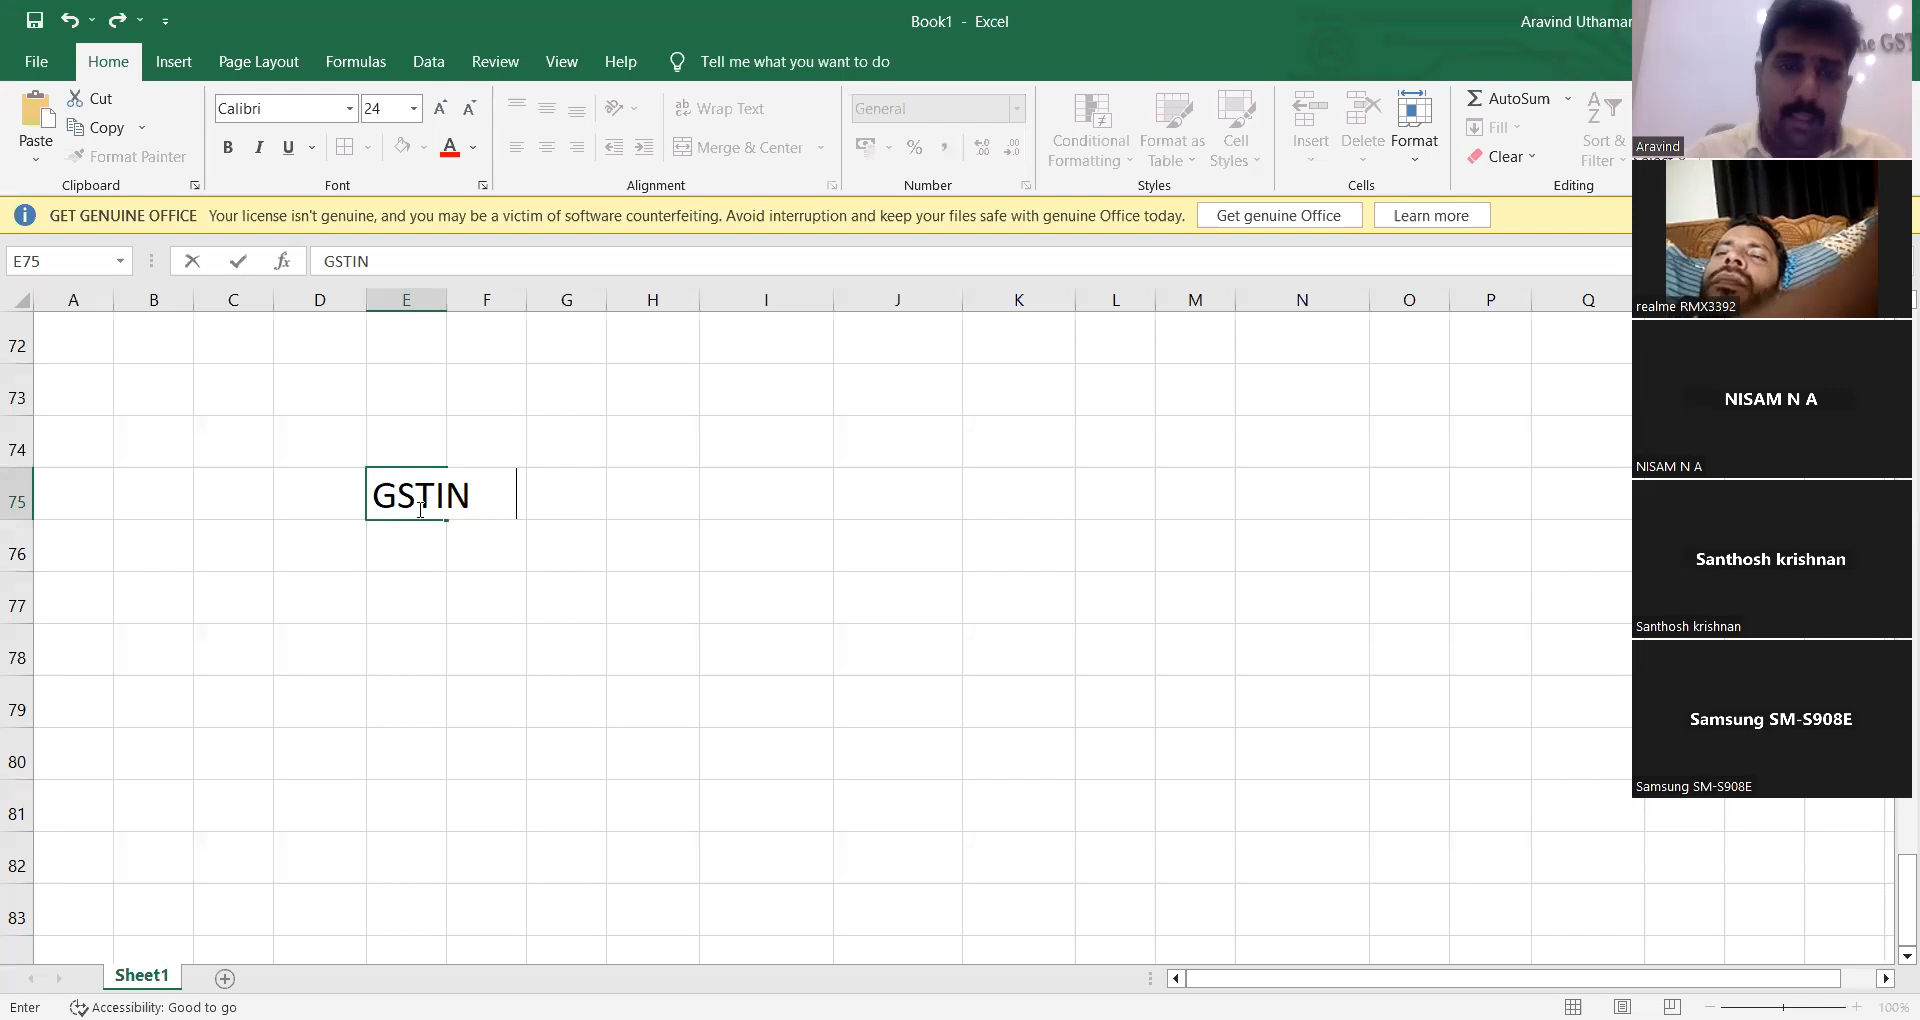 Book1 - Excel
Aravind Uthaman
File Home Insert Page Layout Formulas Data Review View Help Tell me what you want to do
Paste
Cut
Copy
Format Painter
Clipboard
Calibri 24
B I U
Font
Wrap Text
Merge & Center
Alignment
General
Number
Conditional Formatting
Format as Table
Cell Styles
Styles
Insert
Delete
Format
Cells
AutoSum
Fill
Clear
Sort & Filter
Editing
GET GENUINE OFFICE Your license isn't genuine, and you may be a victim of software counterfeiting. Avoid interruption and keep your files safe with genuine Office today. Get genuine Office Learn more
E75 fx GSTIN
A B C D E F G H I J K L M N O P Q
72
73
74
75 GSTIN
76
77
78
79
80
81
82
83
Sheet1
Enter Accessibility: Good to go 100%
Aravind
realme RMX3392
NISAM N A
NISAM N A
Santhosh krishnan
Santhosh krishnan
Samsung SM-S908E
Samsung SM-S908E